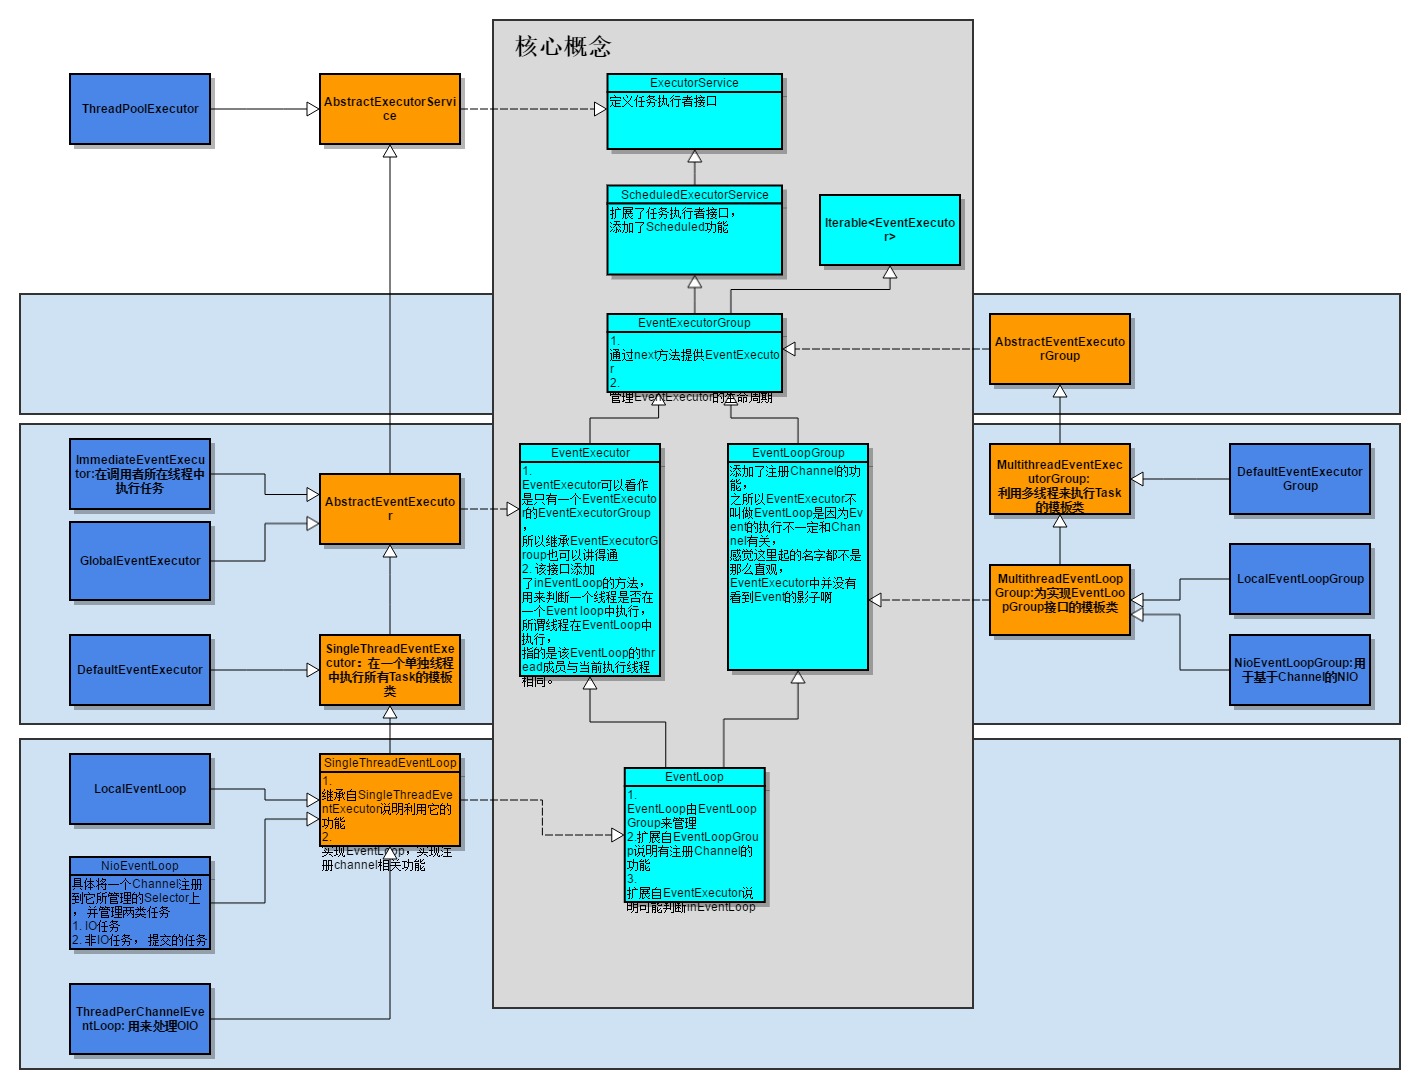 核心概念
ThreadPoolExecutor
AbstractExecutorServi
ce
ExecutorService
定义任务执行者接口
ScheduledExecutorService
扩展了任务执行者接口，
添加了Scheduled功能
Iterable<EventExecuto
r>
EventExecutorGroup
1.
通过next方法提供EventExecuto
r
2.
管理EventExecutor的生命周期
AbstractEventExecuto
rGroup
ImmediateEventExecu
tor:在调用者所在线程中
执行任务
GlobalEventExecutor
AbstractEventExecuto
r
DefaultEventExecutor
SingleThreadEventExe
cutor：在一个单独线程
中执行所有Task的模板
类
EventExecutor
1.
EventExecutor可以看作
是只有一个EventExecuto
r的EventExecutorGroup
，
所以继承EventExecutorG
roup也可以讲得通
2. 该接口添加
了inEventLoop的方法，
用来判断一个线程是否在
一个Event loop中执行，
所谓线程在EventLoop中
执行，
指的是该EventLoop的thr
ead成员与当前执行线程
相同。
EventLoopGroup
添加了注册Channel的功
能，
之所以EventExecutor不
叫做EventLoop是因为Ev
ent的执行不一定和Chan
nel有关，
感觉这里起的名字都不是
那么直观，
EventExecutor中并没有
看到Event的影子啊
MultithreadEventExec
utorGroup:
利用多线程来执行Task
的模板类
DefaultEventExecutor
Group
MultithreadEventLoop
Group:为实现EventLoo
pGroup接口的模板类
LocalEventLoopGroup
NioEventLoopGroup:用
于基于Channel的NIO
LocalEventLoop
SingleThreadEventLoop
1.
继承自SingleThreadEve
ntExecutor说明利用它的
功能
2.
实现EventLoop，实现注
册channel相关功能
NioEventLoop
具体将一个Channel注册
到它所管理的Selector上
， 并管理两类任务
1. IO任务
2. 非IO任务， 提交的任务
ThreadPerChannelEve
ntLoop: 用来处理OIO
EventLoop
1.
EventLoop由EventLoop
Group来管理
2 扩展自EventLoopGrou
p说明有注册Channel的
功能
3.
扩展自EventExecutor说
明可能判断inEventLoop